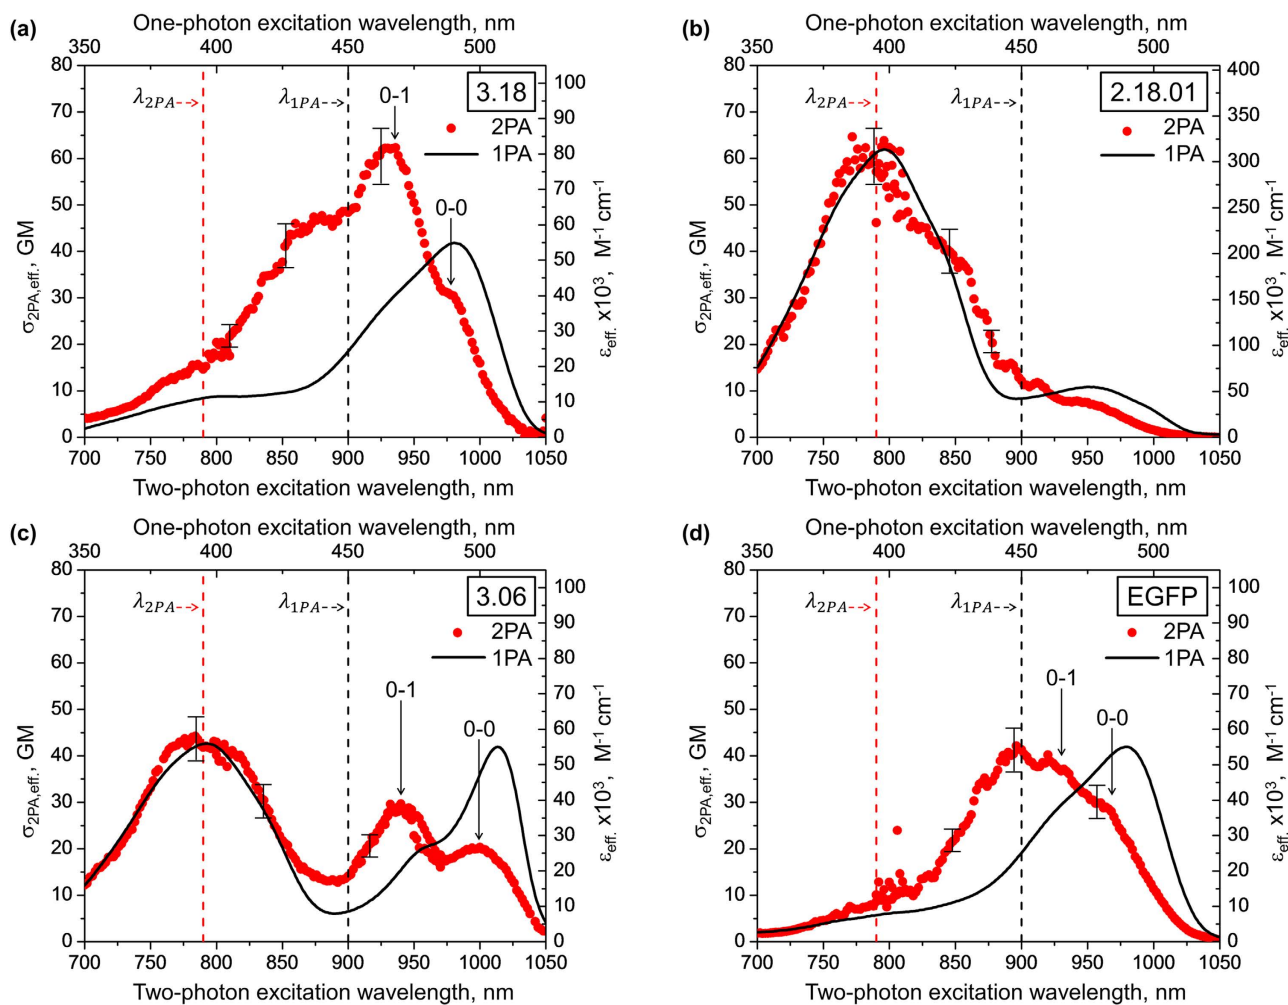 (a)
One-photon excitation wavelength, nm
350 400 450 500
80 70 60 50 40 30 20 10 0
σ2PA,eff., GM
λ2PA
λ1PA
0-1
3.18
2PA
1PA
0-0
100 90 80 70 60 50 40 30 20 10 0
εeff. x10³, M⁻¹cm⁻¹
700 750 800 850 900 950 1000 1050
Two-photon excitation wavelength, nm
(b)
One-photon excitation wavelength, nm
350 400 450 500
80 70 60 50 40 30 20 10 0
σ2PA,eff., GM
λ2PA
λ1PA
2.18.01
2PA
1PA
400 350 300 250 200 150 100 50 0
εeff. x10³, M⁻¹cm⁻¹
700 750 800 850 900 950 1000 1050
Two-photon excitation wavelength, nm
(c)
One-photon excitation wavelength, nm
350 400 450 500
80 70 60 50 40 30 20 10 0
σ2PA,eff., GM
λ2PA
λ1PA
3.06
2PA
1PA
0-1
0-0
100 90 80 70 60 50 40 30 20 10 0
εeff. x10³, M⁻¹cm⁻¹
700 750 800 850 900 950 1000 1050
Two-photon excitation wavelength, nm
(d)
One-photon excitation wavelength, nm
350 400 450 500
80 70 60 50 40 30 20 10 0
σ2PA,eff., GM
λ2PA
λ1PA
EGFP
2PA
1PA
0-1
0-0
100 90 80 70 60 50 40 30 20 10 0
εeff. x10³, M⁻¹cm⁻¹
700 750 800 850 900 950 1000 1050
Two-photon excitation wavelength, nm